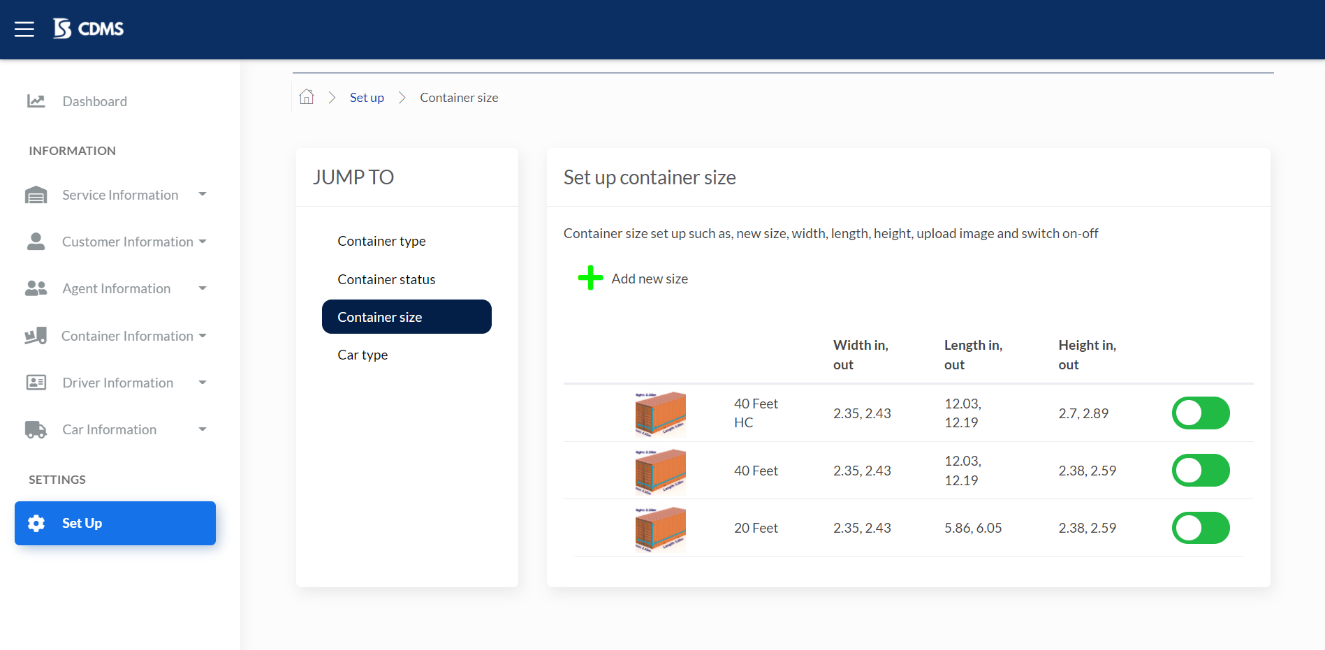 CDMS
Dashboard
INFORMATION
Service Information
Customer Information
Agent Information
Container Information
Driver Information
Car Information
SETTINGS
Set Up
Set up Container size
JUMP TO
Container type
Container status
Container size
Car type
Set up container size
Container size set up such as, new size, width, length, height, upload image and switch on-off
Add new size
Width in, out
Length in, out
Height in, out
40 Feet HC
2.35, 2.43
12.03, 12.19
2.7, 2.89
40 Feet
2.35, 2.43
12.03, 12.19
2.38, 2.59
20 Feet
2.35, 2.43
5.86, 6.05
2.38, 2.59